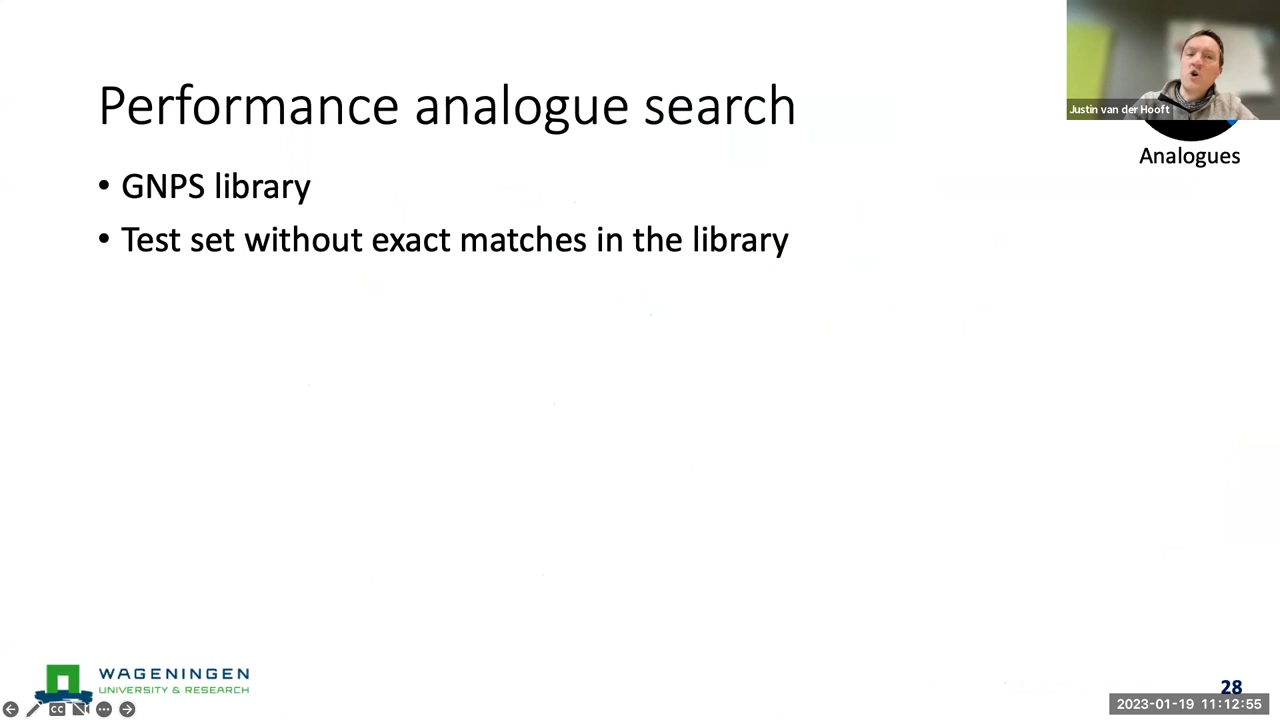 Performance analogue search
Justin van der Hooft
Analogues
• GNPS library
• Test set without exact matches in the library
WAGENINGEN
UNIVERSITY & RESEARCH
28
CC
2023-01-19 11:12:55